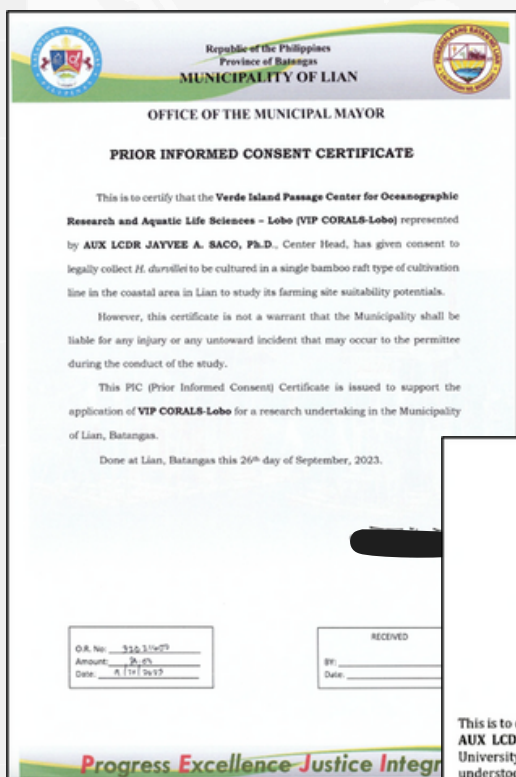 Republic of the Philippines
Province of Batangas
MUNICIPALITY OF LIAN
OFFICE OF THE MUNICIPAL MAYOR
PRIOR INFORMED CONSENT CERTIFICATE
This is to certify that the Verde Island Passage Center for Oceanographic
Research and Aquatic Life Sciences – Lobo (VIP CORALS-Lobo) represented
by AUX LCDR JAYVEE A. SACO, Ph.D., Center Head, has given consent to
legally collect H. durvillei to be cultured in a single bamboo raft type of cultivation
line in the coastal area in Lian to study its farming site suitability potentials.
However, this certificate is not a warrant that the Municipality shall be
liable for any injury or any untoward incident that may occur to the permittee
during the conduct of the study.
This PIC (Prior Informed Consent) Certificate is issued to support the
application of VIP CORALS-Lobo for a research undertaking in the Municipality
of Lian, Batangas.
Done at Lian, Batangas this 26th day of September, 2023.
O.R. No:
Amount:
Date:
RECEIVED
BY:
Date:
This is to
AUX LCD
University
understo
Progress Excellence Justice Integr